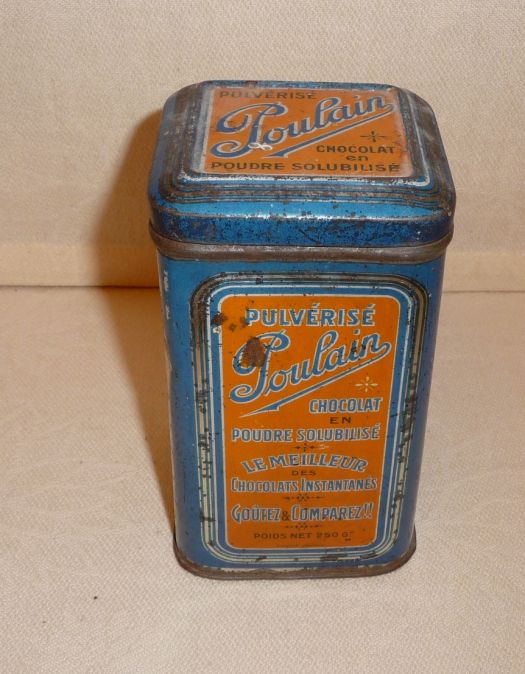 PULVÉRISÉ
Poulain
CHOCOLAT
en
POUDRE SOLUBILISÉ
PULVÉRISÉ
Poulain
CHOCOLAT
EN
POUDRE SOLUBILISÉ
LE MEILLEUR
DES
CHOCOLATS INSTANTANÉS
GOÛTEZ & COMPAREZ!!
POIDS NET 250 Gr